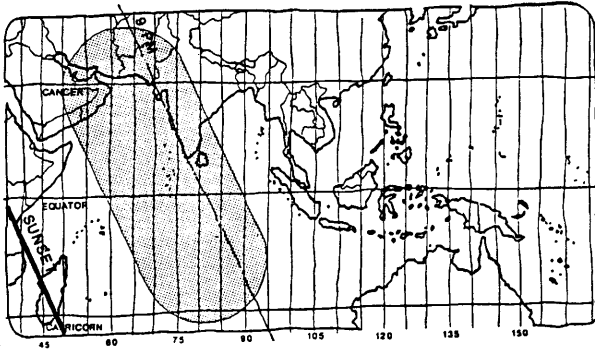 9 PM
CANCER
EQUATOR
SUNSET
CAPRICORN
45 60 75 90 105 120 135 150